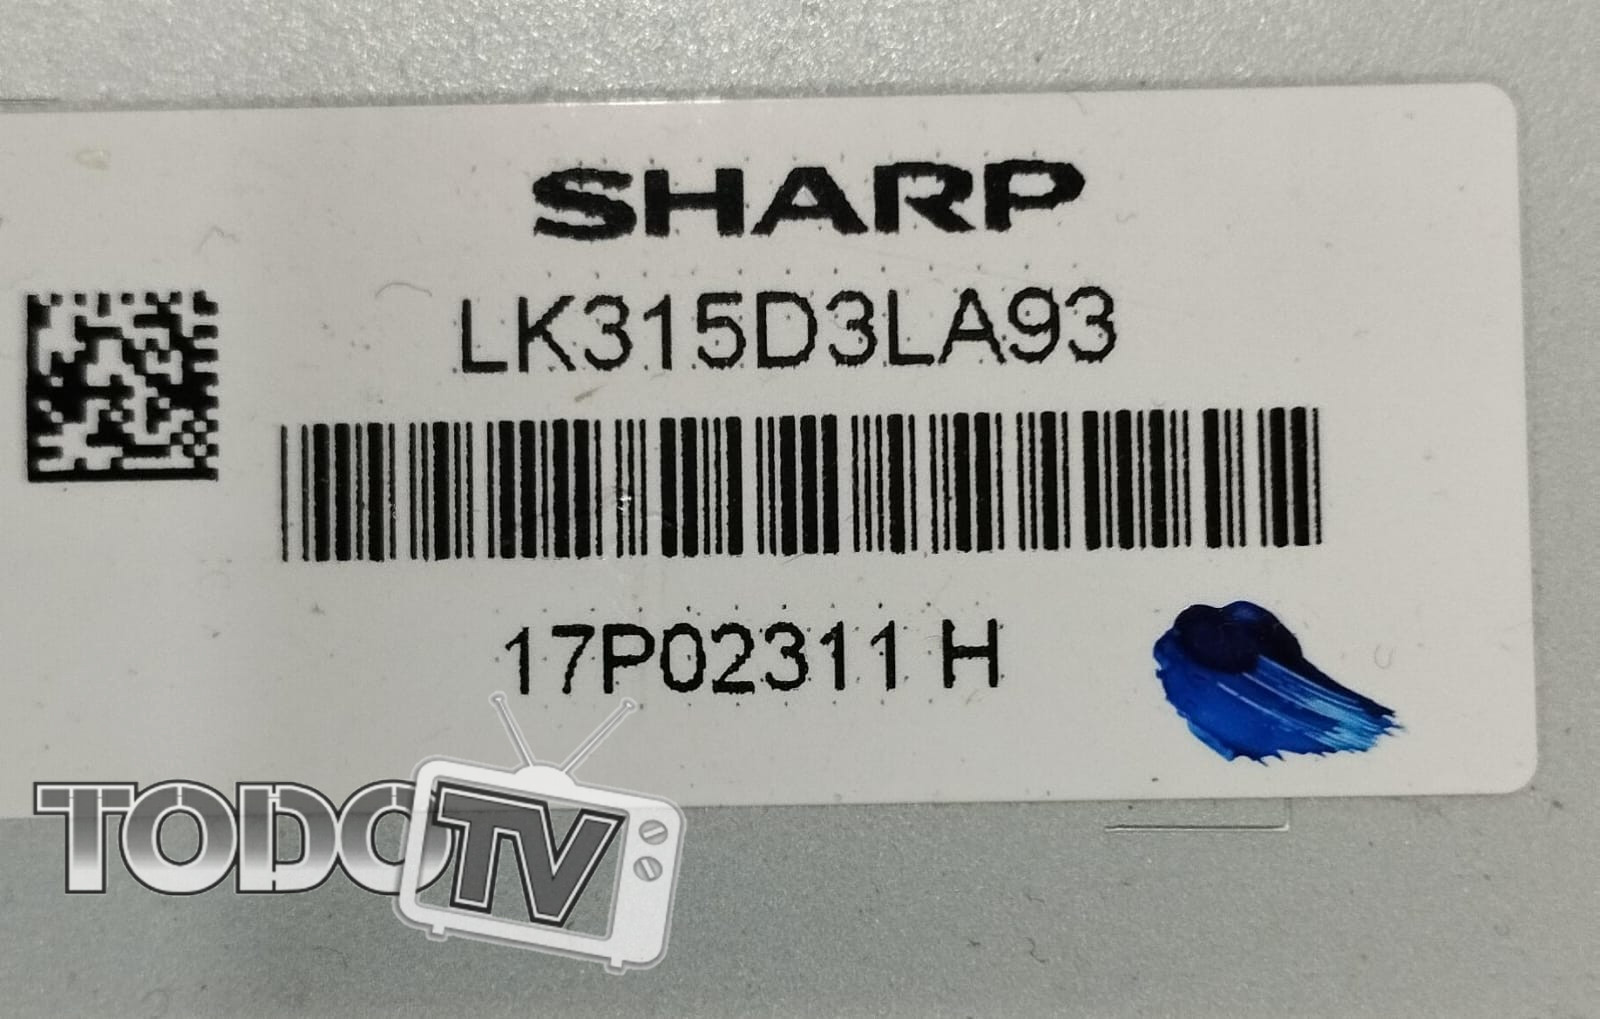 SHARP
LK315D3LA93
17P02311 H
TODOTV